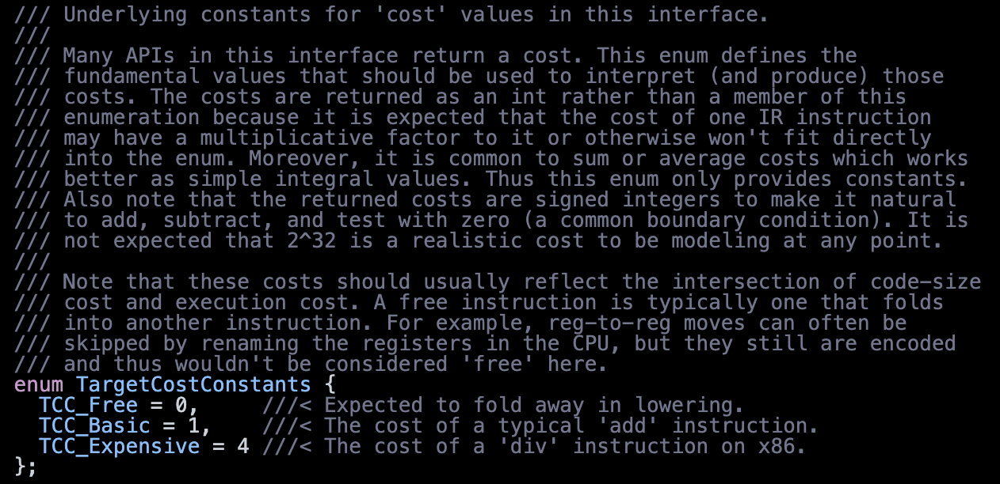 /// Underlying constants for 'cost' values in this interface.
///
/// Many APIs in this interface return a cost. This enum defines the
/// fundamental values that should be used to interpret (and produce) those
/// costs. The costs are returned as an int rather than a member of this
/// enumeration because it is expected that the cost of one IR instruction
/// may have a multiplicative factor to it or otherwise won't fit directly
/// into the enum. Moreover, it is common to sum or average costs which works
/// better as simple integral values. Thus this enum only provides constants.
/// Also note that the returned costs are signed integers to make it natural
/// to add, subtract, and test with zero (a common boundary condition). It is
/// not expected that 2^32 is a realistic cost to be modeling at any point.
///
/// Note that these costs should usually reflect the intersection of code-size
/// cost and execution cost. A free instruction is typically one that folds
/// into another instruction. For example, reg-to-reg moves can often be
/// skipped by renaming the registers in the CPU, but they still are encoded
/// and thus wouldn't be considered 'free' here.
enum TargetCostConstants {
  TCC_Free = 0,     ///< Expected to fold away in lowering.
  TCC_Basic = 1,    ///< The cost of a typical 'add' instruction.
  TCC_Expensive = 4 ///< The cost of a 'div' instruction on x86.
};